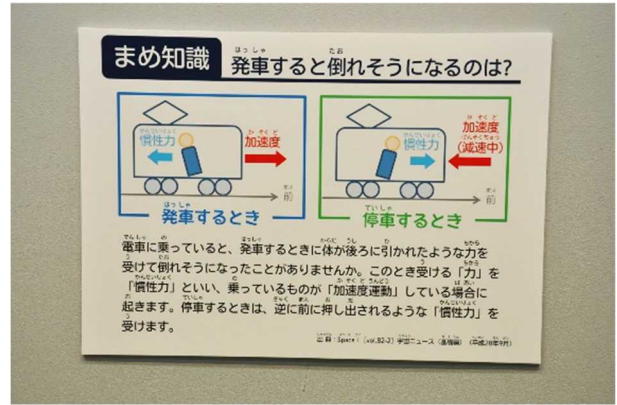 まめ知識 発車すると倒れそうになるのは?
慣性力 加速度
前
発車するとき
慣性力 加速度
(減速中)
前
停車するとき
電車に乗っていると、発車するときに体が後ろに引かれたような力を
受けて倒れそうになったことがありませんか。このとき受ける「力」を
「慣性力」といい、乗っているものが「加速度運動」している場合に
起きます。停車するときは、逆に前に押し出されるような「慣性力」を
受けます。